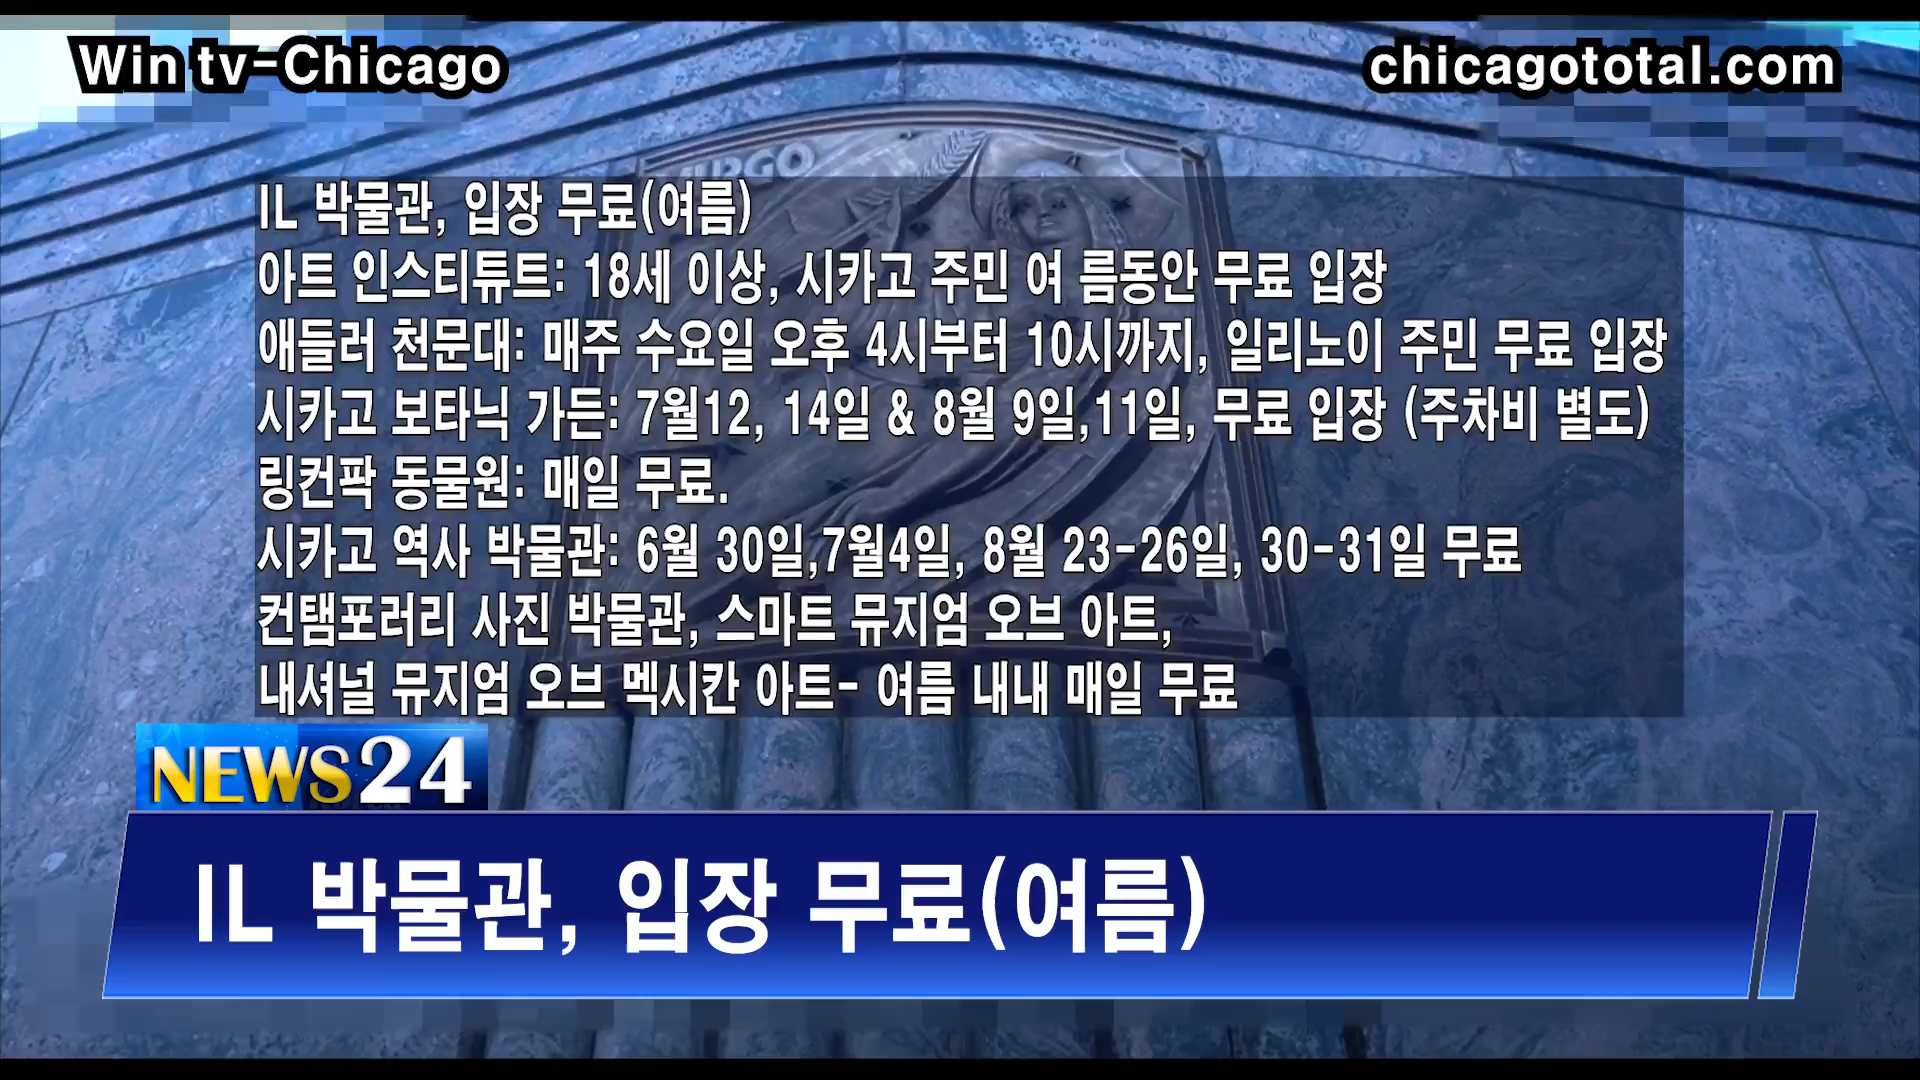 Win tv-Chicago
chicagototal.com
IL 박물관, 입장 무료(여름)
아트 인스티튜트: 18세 이상, 시카고 주민 여 름동안 무료 입장
애들러 천문대: 매주 수요일 오후 4시부터 10시까지, 일리노이 주민 무료 입장
시카고 보타닉 가든: 7월12, 14일 & 8월 9일,11일, 무료 입장 (주차비 별도)
링컨팍 동물원: 매일 무료.
시카고 역사 박물관: 6월 30일,7월4일, 8월 23-26일, 30-31일 무료
컨탬포러리 사진 박물관, 스마트 뮤지엄 오브 아트,
내셔널 뮤지엄 오브 멕시칸 아트- 여름 내내 매일 무료
NEWS24
IL 박물관, 입장 무료(여름)